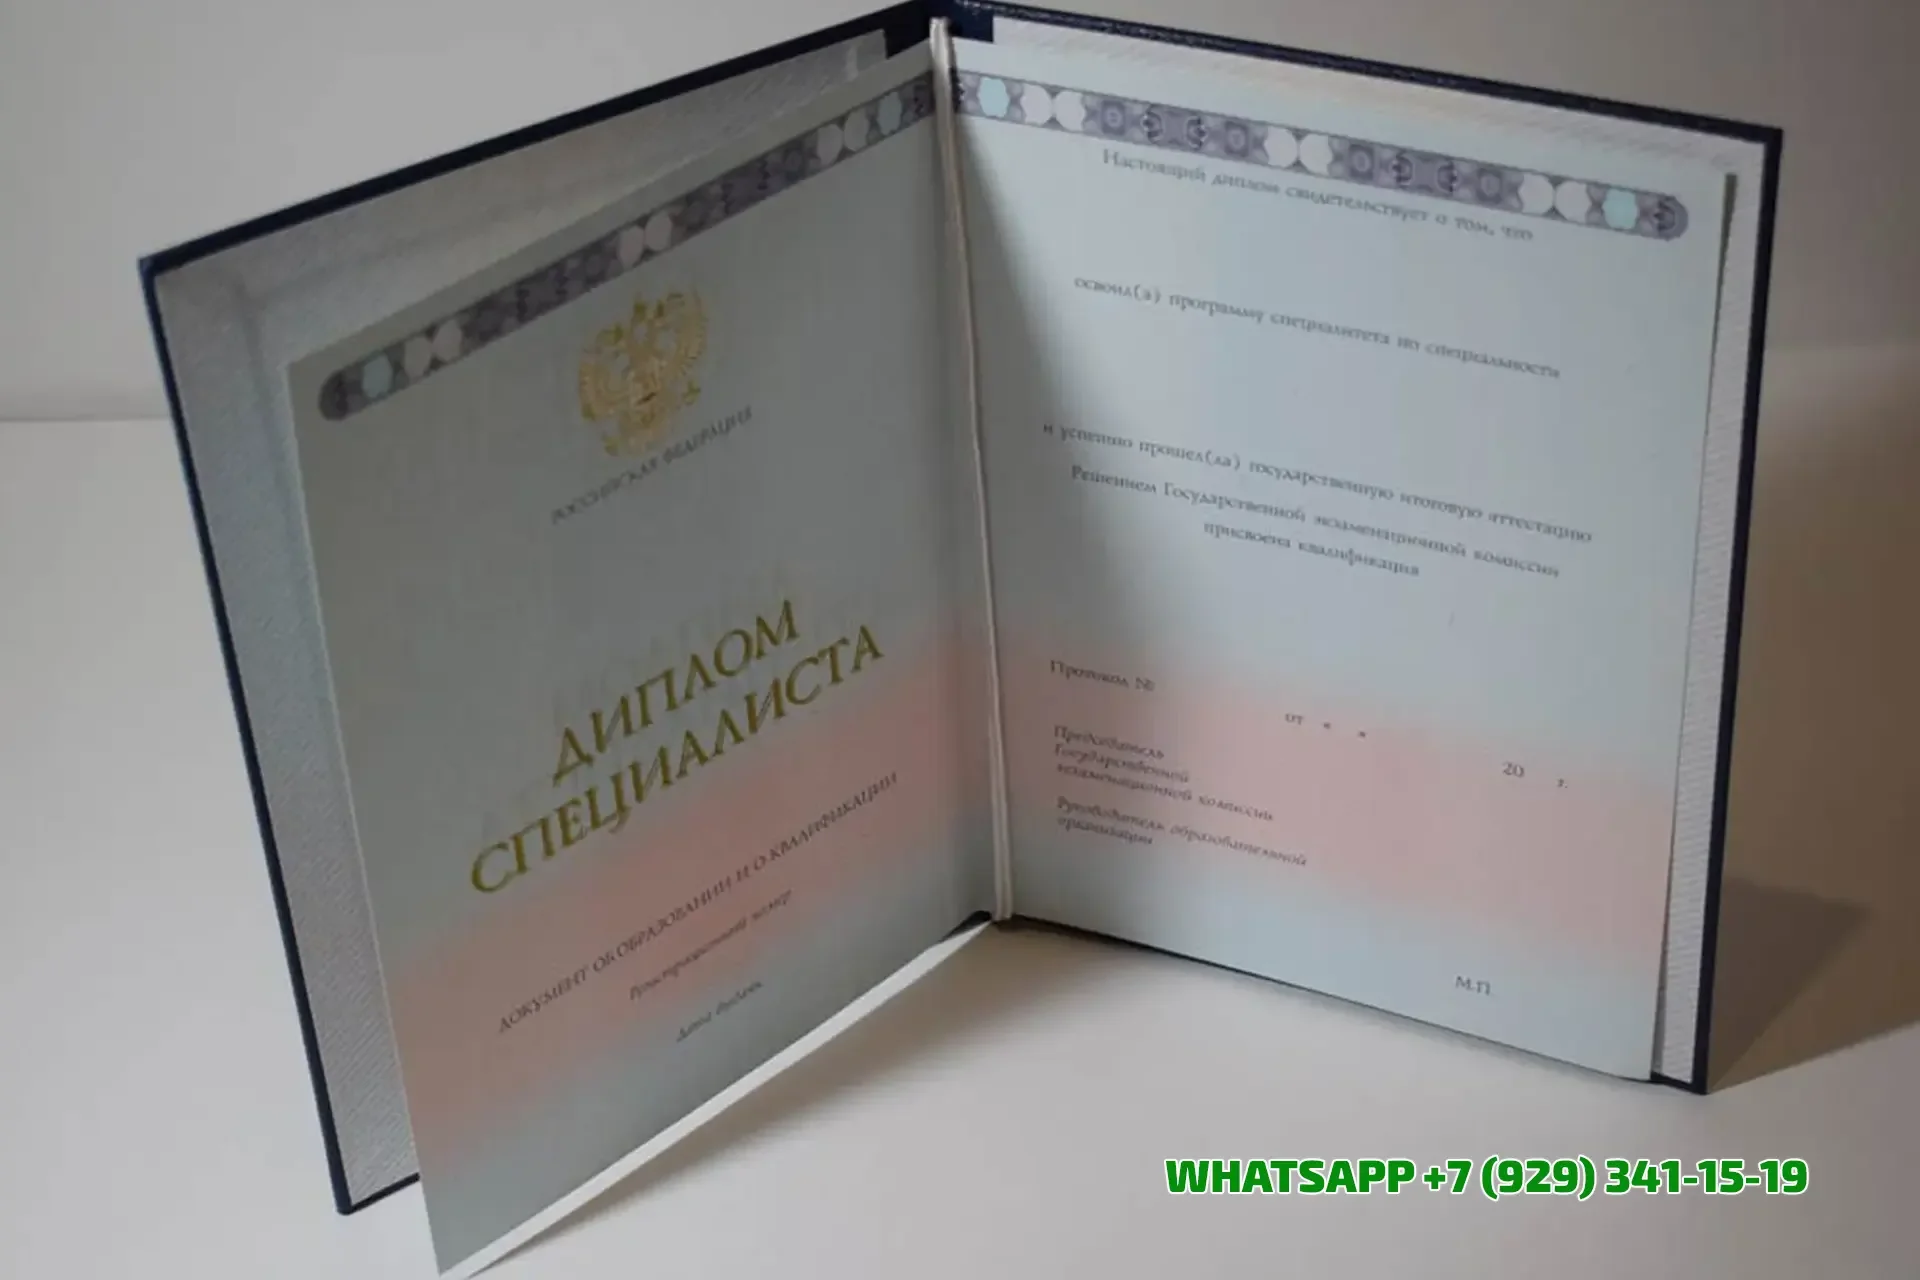 РОССИЙСКАЯ ФЕДЕРАЦИЯ
ДИПЛОМ
СПЕЦИАЛИСТА
ДОКУМЕНТ ОБ ОБРАЗОВАНИИ И О КВАЛИФИКАЦИИ
Регистрационный номер
Дата выдачи
Настоящий диплом свидетельствует о том, что
освоил(а) программу специалитета по специальности
и успешно прошел(ла) государственную итоговую аттестацию
Решением Государственной экзаменационной комиссии
присвоена квалификация
Протокол №
от « » 20 г.
Председатель
Государственной
экзаменационной комиссии
Руководитель образовательной
организации
М.П.
WHATSAPP +7 (929) 341-15-19